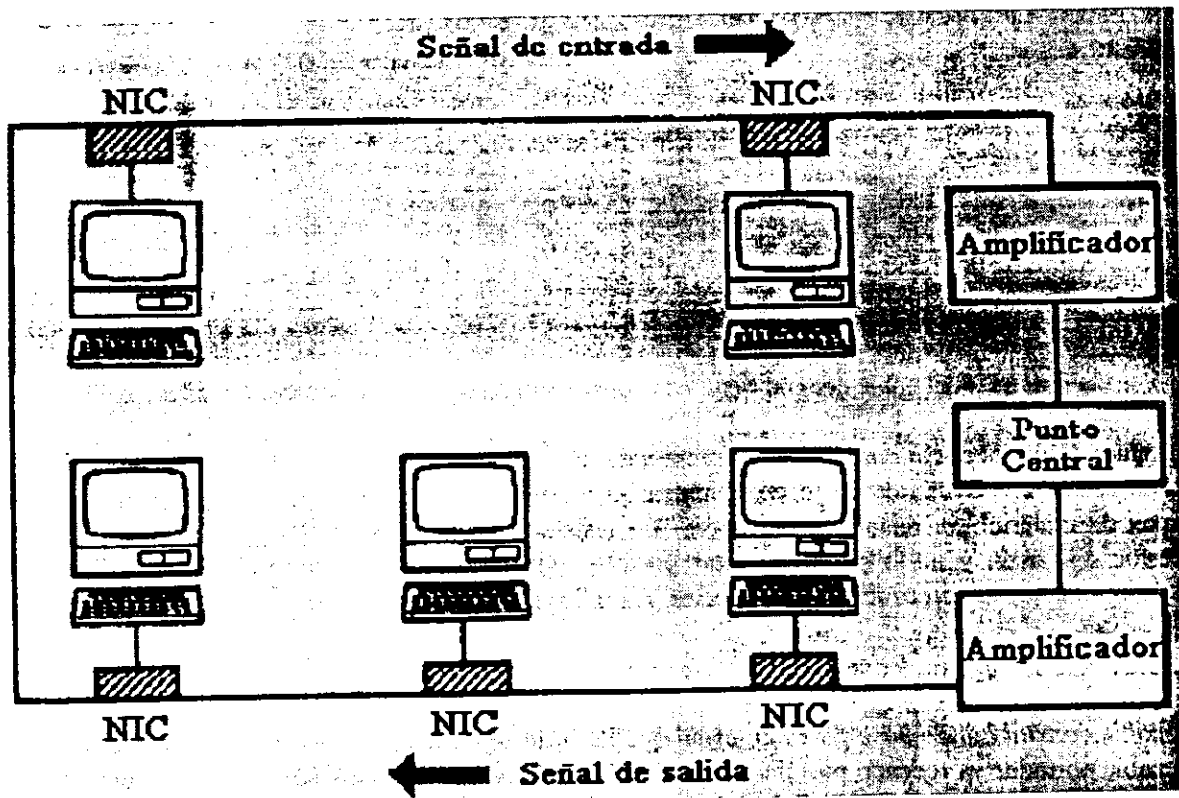 Señal de entrada
NIC
NIC
Amplificador
Punto
Central
Amplificador
NIC
NIC
NIC
Señal de salida